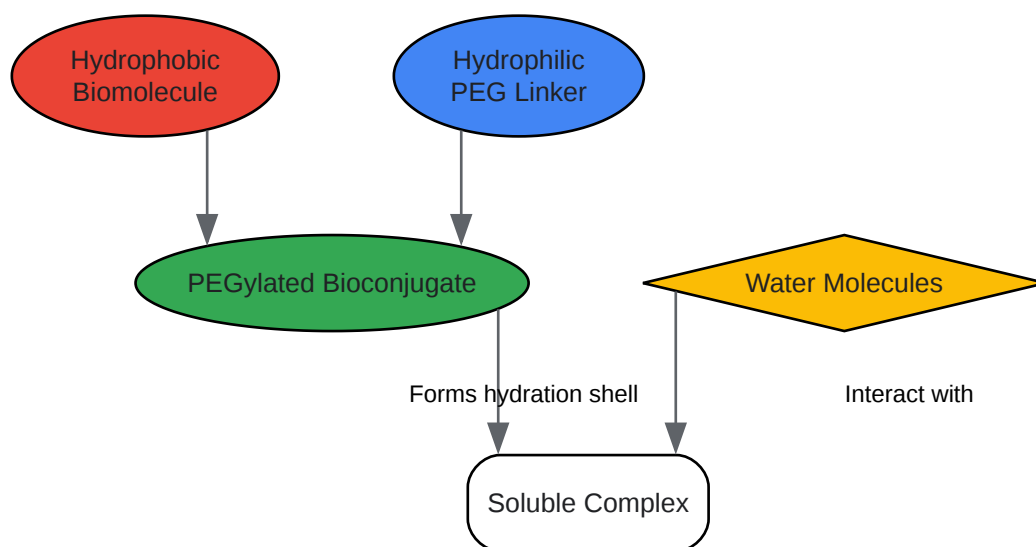 Hydrophobic
Biomolecule
Hydrophilic
PEG Linker
PEGylated Bioconjugate
Water Molecules
Forms hydration shell
Interact with
Soluble Complex